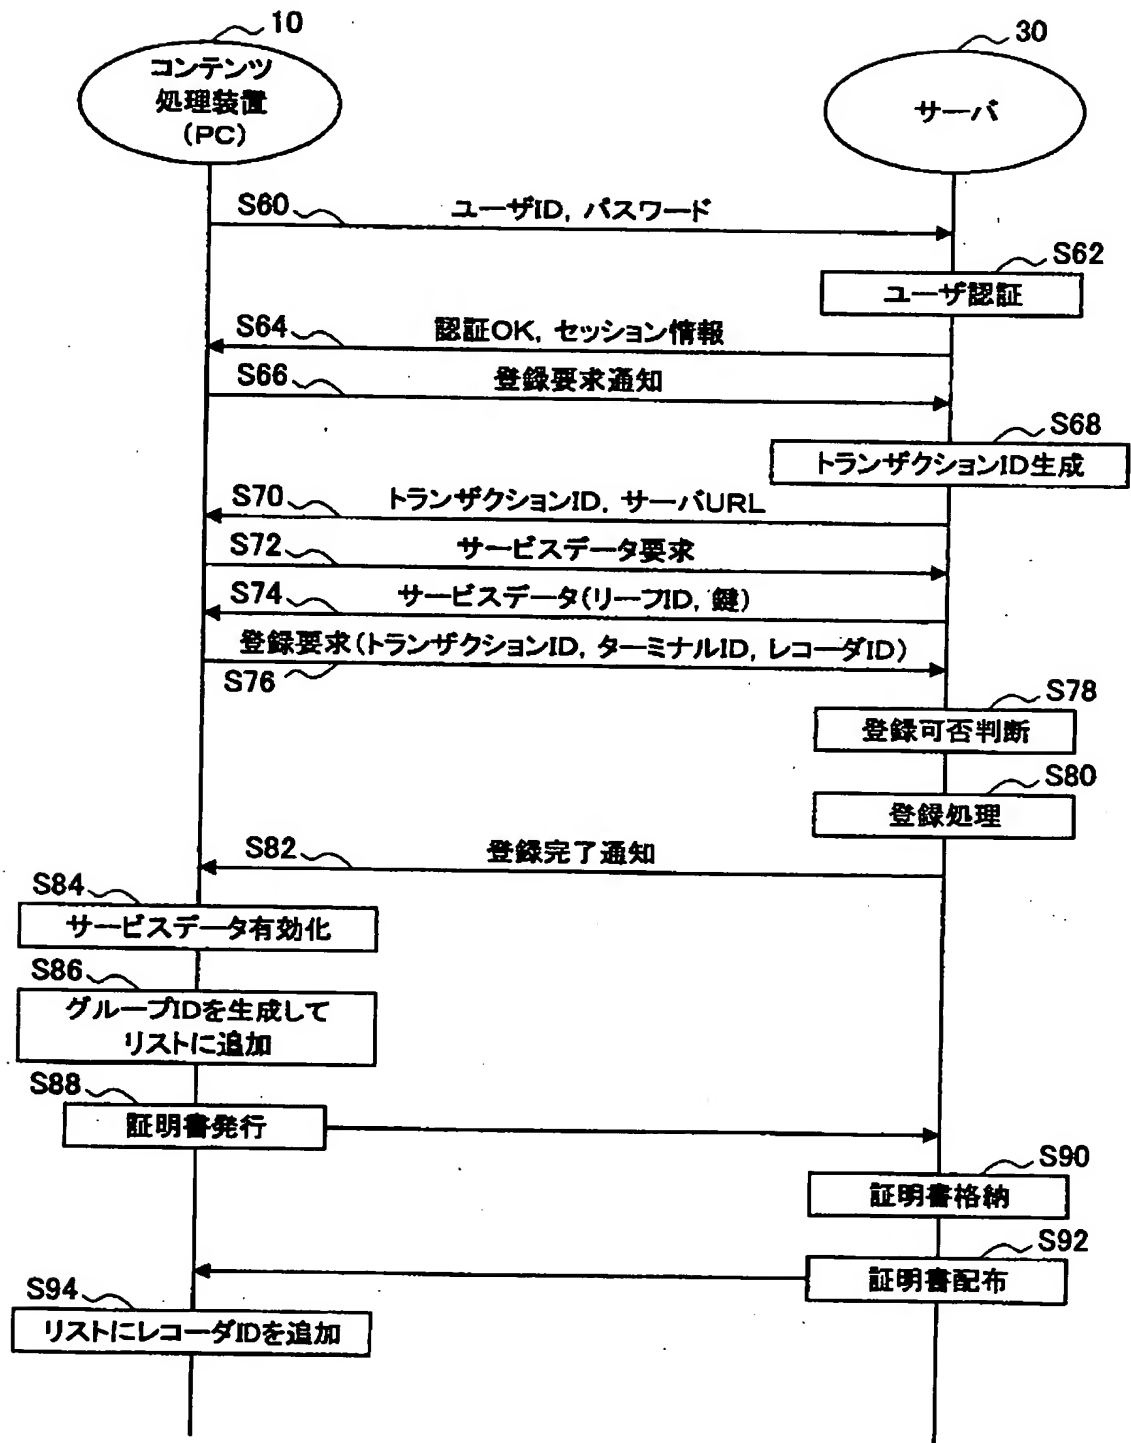 10
コンテンツ
処理装置
(PC)
30
サーバ
S60
ユーザID, パスワード
S62
ユーザ認証
S64
認証OK, セッション情報
S66
登録要求通知
S68
トランザクションID生成
S70
トランザクションID, サーバURL
S72
サービスデータ要求
S74
サービスデータ(リーフID, 鍵)
登録要求(トランザクションID, ターミナルID, レコーダID)
S76
S78
登録可否判断
S80
登録処理
S82
登録完了通知
S84
サービスデータ有効化
S86
グループIDを生成して
リストに追加
S88
証明書発行
S90
証明書格納
S92
証明書配布
S94
リストにレコーダIDを追加